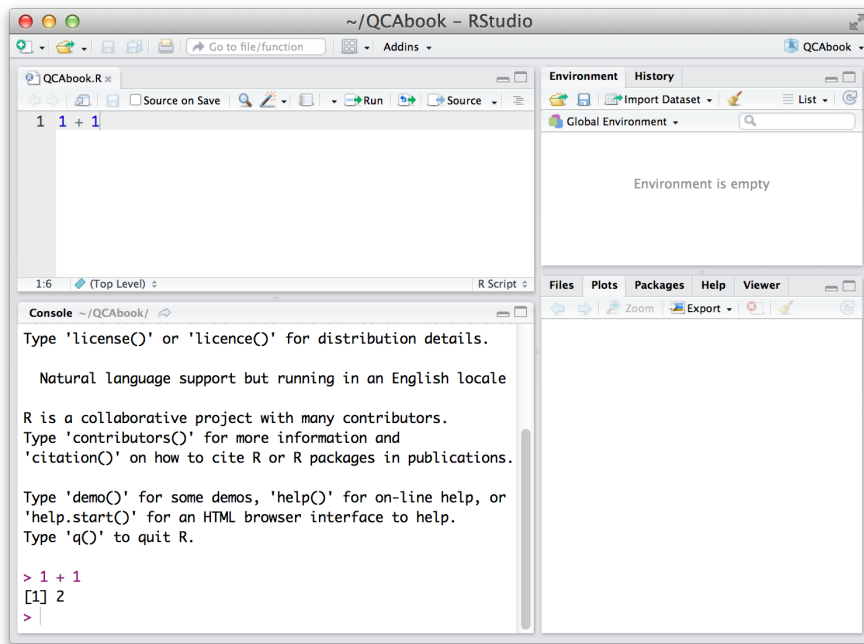 ~/QCAbook - RStudio
Go to file/function
Addins
QCAbook
QCAbook.R
Source on Save
Run
Source
1 1 + 1
1:6 (Top Level) R Script
Console ~/QCAbook/
Type 'license()' or 'licence()' for distribution details.
Natural language support but running in an English locale
R is a collaborative project with many contributors.
Type 'contributors()' for more information and
'citation()' on how to cite R or R packages in publications.
Type 'demo()' for some demos, 'help()' for on-line help, or
'help.start()' for an HTML browser interface to help.
Type 'q()' to quit R.
> 1 + 1
[1] 2
>
Environment History
Import Dataset List
Global Environment
Environment is empty
Files Plots Packages Help Viewer
Zoom Export